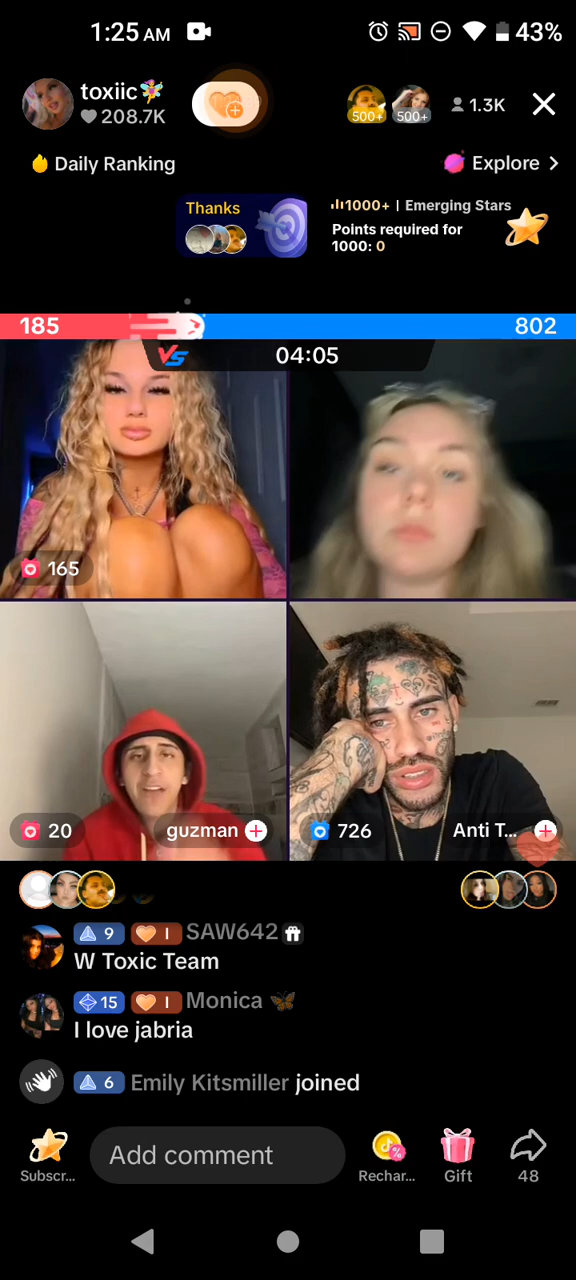 1:25 AM 43%
toxiic🧚
208.7K
500+ 500+ 1.3K
Daily Ranking Explore >
Thanks
1000+ | Emerging Stars
Points required for
1000: 0
185 802
VS 04:05
165
20 guzman
726 Anti T...
9 I SAW642
W Toxic Team
15 I Monica 🦋
I love jabria
6 Emily Kitsmiller joined
Add comment
Subscr... Rechar... Gift 48